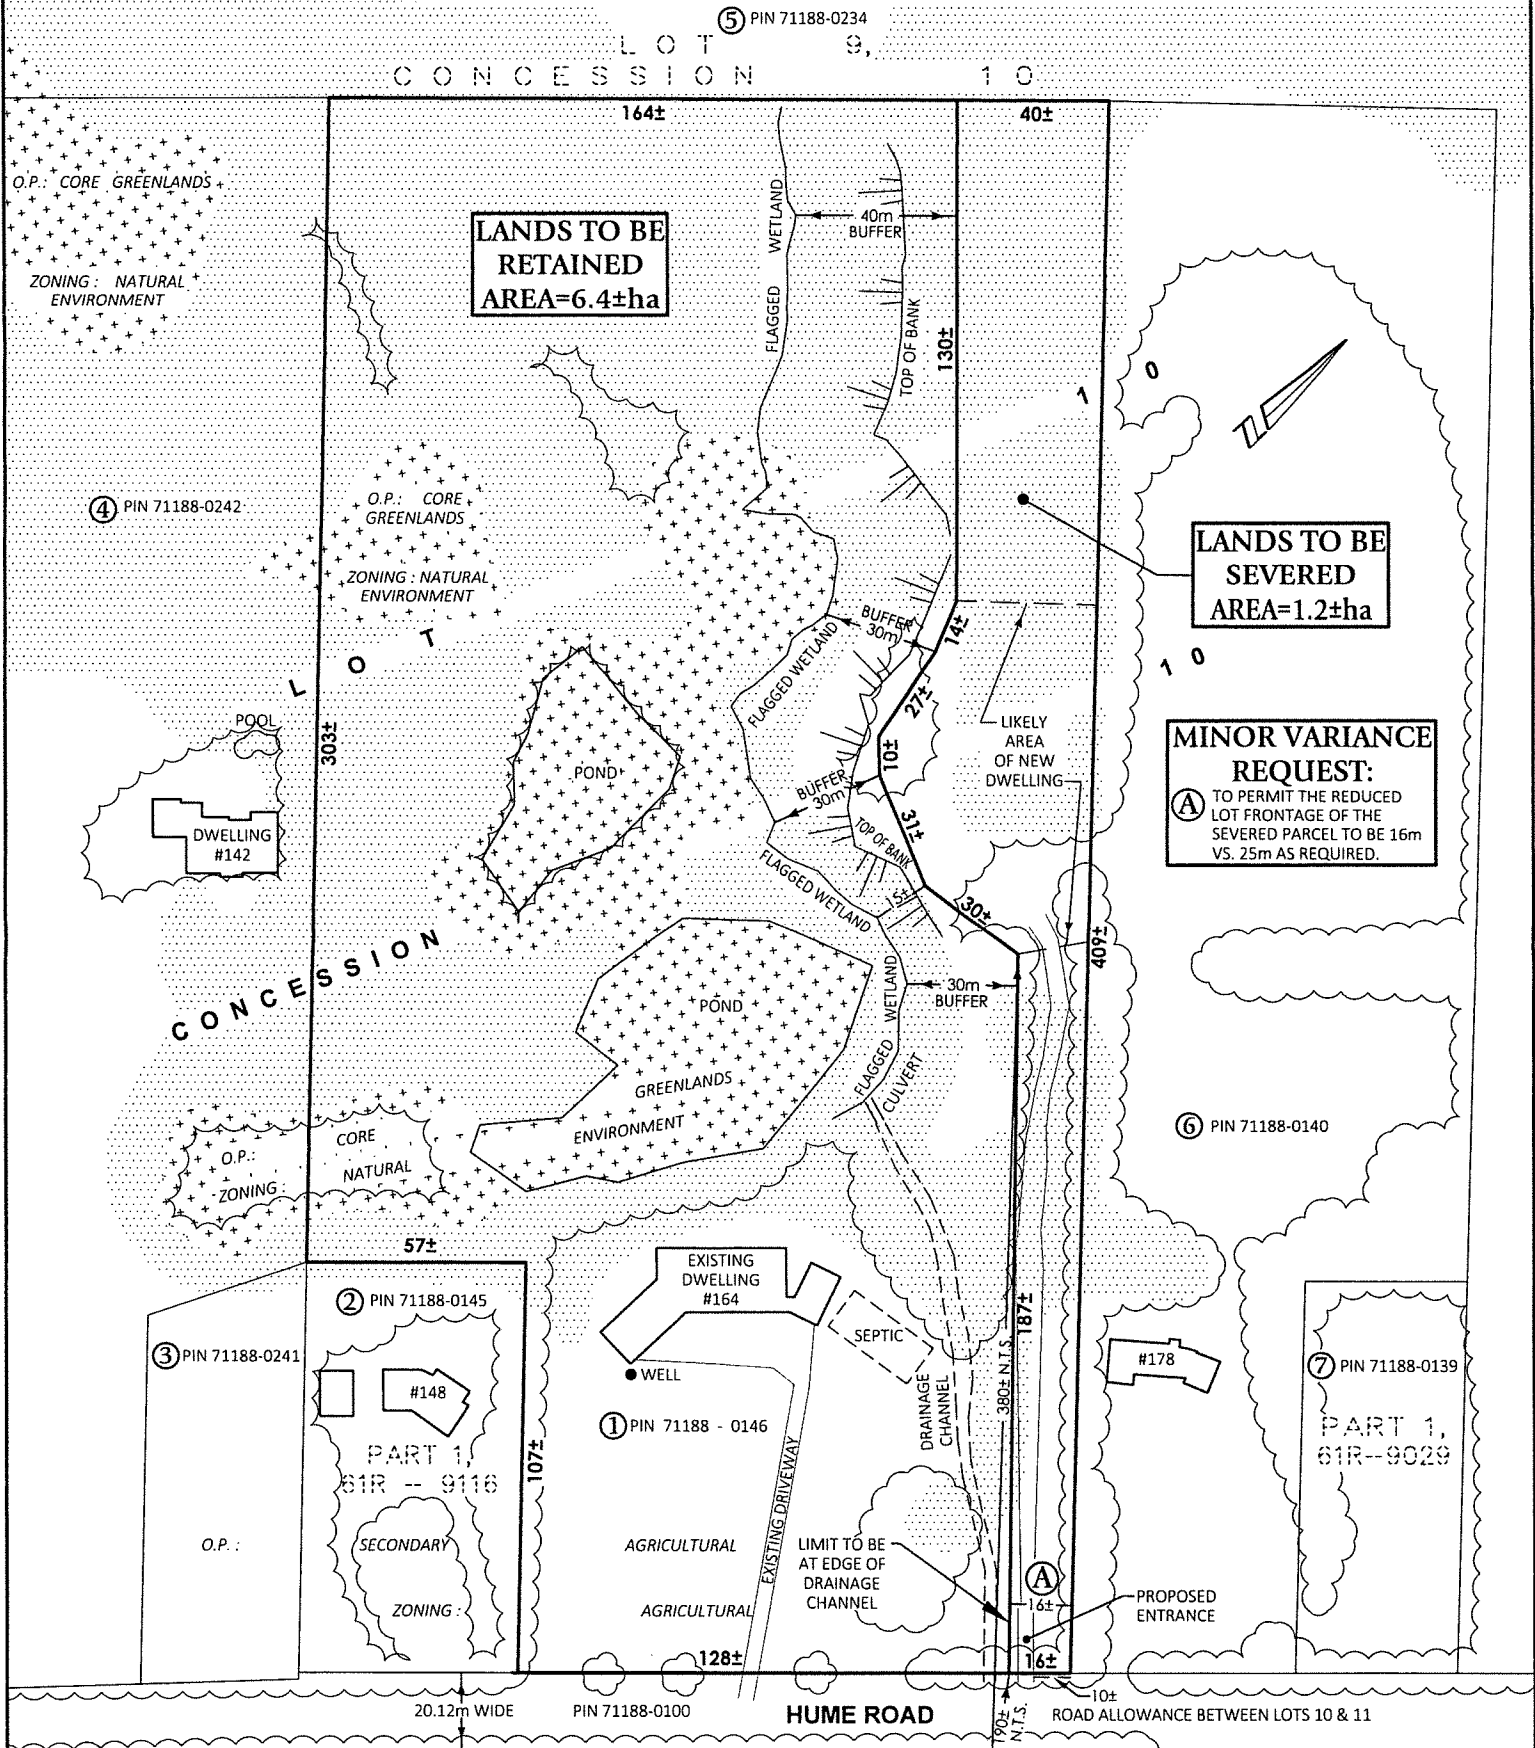 ⑤ PIN 71188-0234
LOT 9,
CONCESSION 10
164±
40±
O.P.: CORE GREENLANDS
ZONING: NATURAL
ENVIRONMENT
LANDS TO BE
RETAINED
AREA=6.4±ha
FLAGGED WETLAND
40m
BUFFER
TOP OF BANK
130±
1 0
④ PIN 71188-0242
O.P.: CORE
GREENLANDS
ZONING: NATURAL
ENVIRONMENT
LANDS TO BE
SEVERED
AREA=1.2±ha
BUFFER
30m
14±
FLAGGED WETLAND
27±
LOT
1 0
POOL
303±
POND
10±
LIKELY
AREA
OF NEW
DWELLING
MINOR VARIANCE
REQUEST:
Ⓐ TO PERMIT THE REDUCED
LOT FRONTAGE OF THE
SEVERED PARCEL TO BE 16m
VS. 25m AS REQUIRED.
BUFFER
30m
31±
DWELLING
#142
TOP OF BANK
FLAGGED WETLAND
15±
30±
CONCESSION
409±
POND
FLAGGED WETLAND
30m
BUFFER
CULVERT
GREENLANDS
ENVIRONMENT
⑥ PIN 71188-0140
CORE
O.P.:
NATURAL
ZONING:
57±
EXISTING
DWELLING
#164
② PIN 71188-0145
SEPTIC
187±
380± N.T.S.
③ PIN 71188-0241
#148
WELL
#178
⑦ PIN 71188-0139
① PIN 71188 - 0146
DRAINAGE
CHANNEL
PART 1,
61R -- 9116
107±
PART 1,
61R--9029
EXISTING DRIVEWAY
O.P.:
SECONDARY
AGRICULTURAL
LIMIT TO BE
AT EDGE OF
DRAINAGE
CHANNEL
Ⓐ
16±
PROPOSED
ENTRANCE
ZONING:
AGRICULTURAL
128±
16±
20.12m WIDE
PIN 71188-0100
HUME ROAD
190±
N.T.S.
10±
ROAD ALLOWANCE BETWEEN LOTS 10 & 11